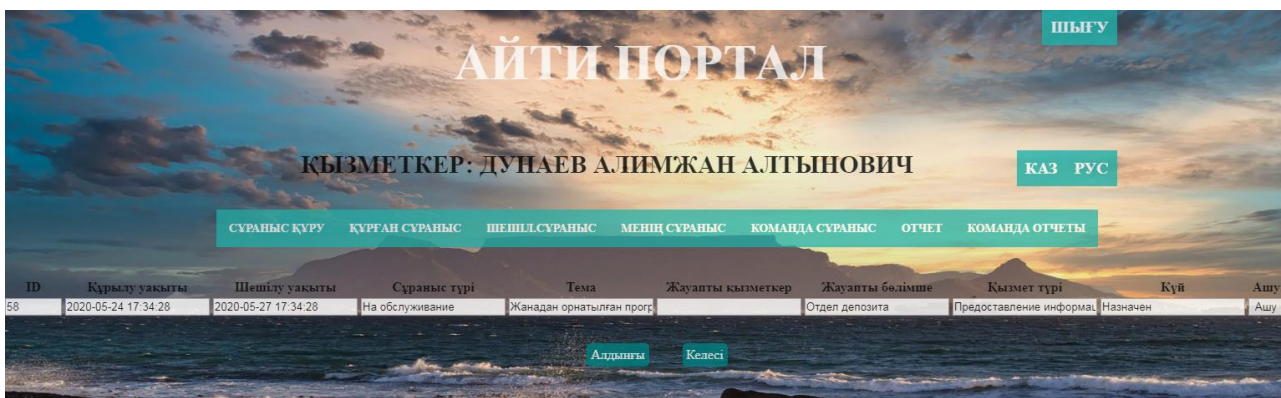 ШЫҒУ
АЙТИ ПОРТАЛ
ҚЫЗМЕТКЕР: ДУНАЕВ АЛИМЖАН АЛТЫНОВИЧ
КАЗ РУС
СҰРАНЫС ҚҰРУ ҚҰРҒАН СҰРАНЫС ШЕШІЛ.СҰРАНЫС МЕНІҢ СҰРАНЫС КОМАНДА СҰРАНЫС ОТЧЕТ КОМАНДА ОТЧЕТЫ
ID Құрылу уақыты Шешілу уақыты Сұраныс түрі Тема Жауапты қызметкер Жауапты бөлімше Қызмет түрі Күй Ашу
58 2020-05-24 17:34:28 2020-05-27 17:34:28 На обслуживание Жанадан орнатылған прогр Отдел депозита Предоставление информац Назначен Ашу
Алдыңғы Келесі